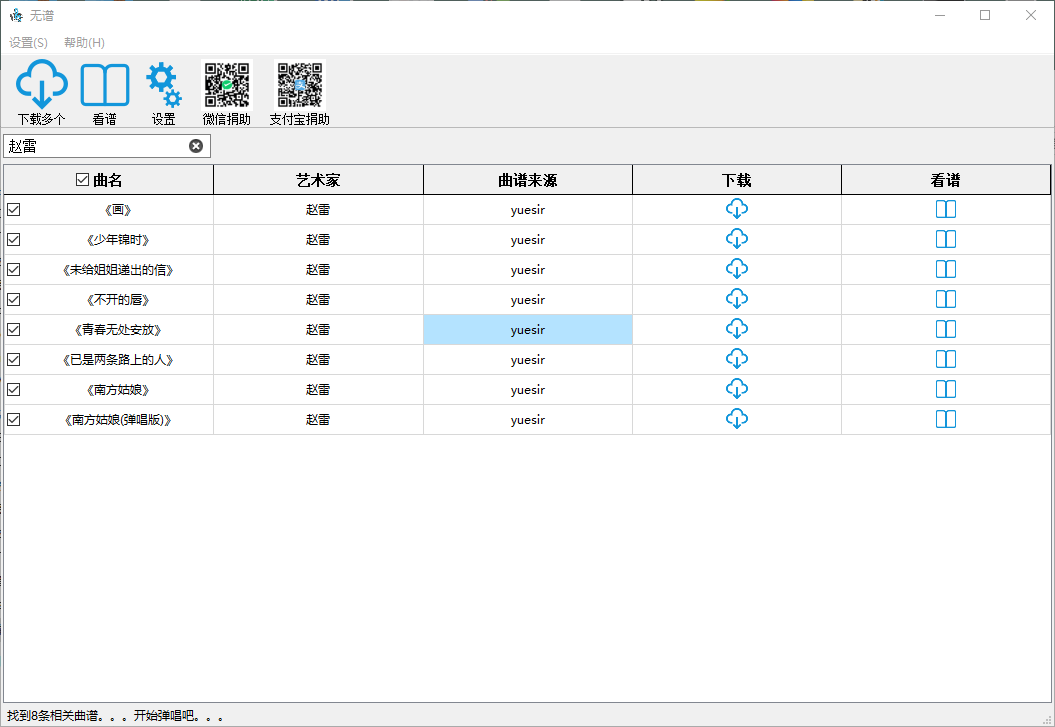 无谱
设置(S) 帮助(H)
下载多个 看谱 设置 微信捐助 支付宝捐助
赵雷
曲名 艺术家 曲谱来源 下载 看谱
《画》 赵雷 yuesir
《少年锦时》 赵雷 yuesir
《未给姐姐递出的信》 赵雷 yuesir
《不开的唇》 赵雷 yuesir
《青春无处安放》 赵雷 yuesir
《已是两条路上的人》 赵雷 yuesir
《南方姑娘》 赵雷 yuesir
《南方姑娘(弹唱版)》 赵雷 yuesir
找到8条相关曲谱。。。开始弹唱吧。。。